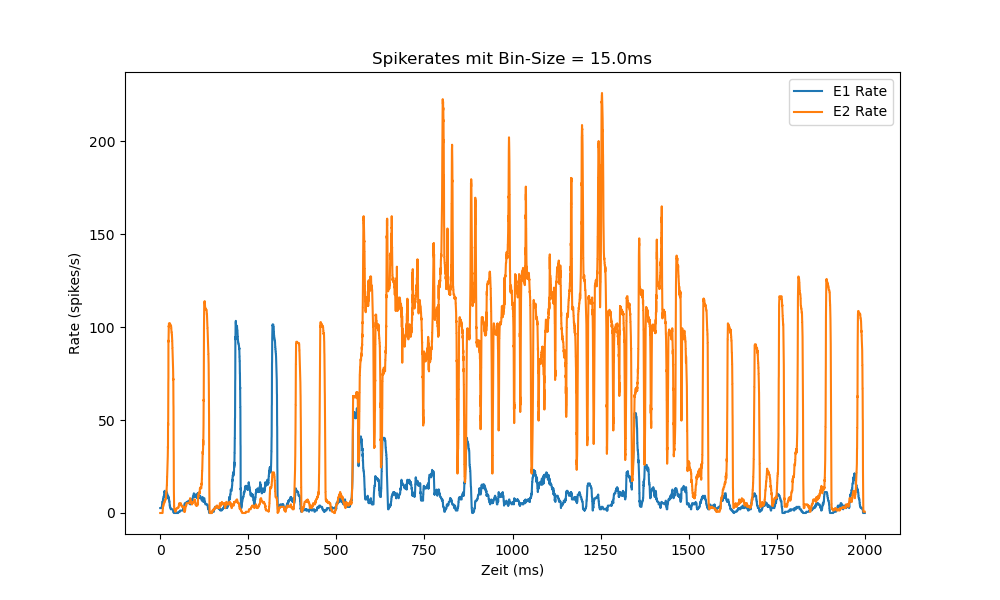 Spikerates mit Bin-Size = 15.0ms
E1 Rate
E2 Rate
Rate (spikes/s)
200
150
100
50
0
0 250 500 750 1000 1250 1500 1750 2000
Zeit (ms)